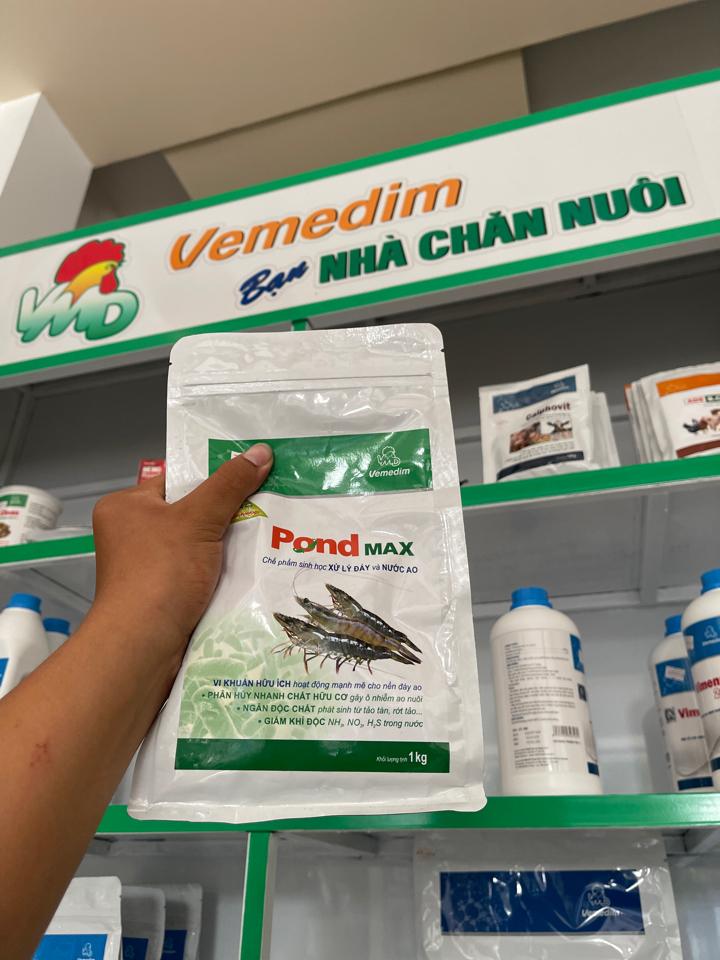 Vemedim
Bạn NHÀ CHĂN NUÔI
VMD
Vemedim
Pond MAX
Chế phẩm sinh học XỬ LÝ ĐÁY và NƯỚC AO
VI KHUẨN HỮU ÍCH hoạt động mạnh mẽ cho nền đáy ao
• PHÂN HỦY NHANH CHẤT HỮU CƠ gây ô nhiễm ao nuôi
• NGĂN ĐỘC CHẤT phát sinh từ tảo tàn, rớt tảo...
• GIẢM KHÍ ĐỘC NH₃, NO₂, H₂S trong nước
Khối lượng tịnh 1 kg
Calphovit
Vemedim